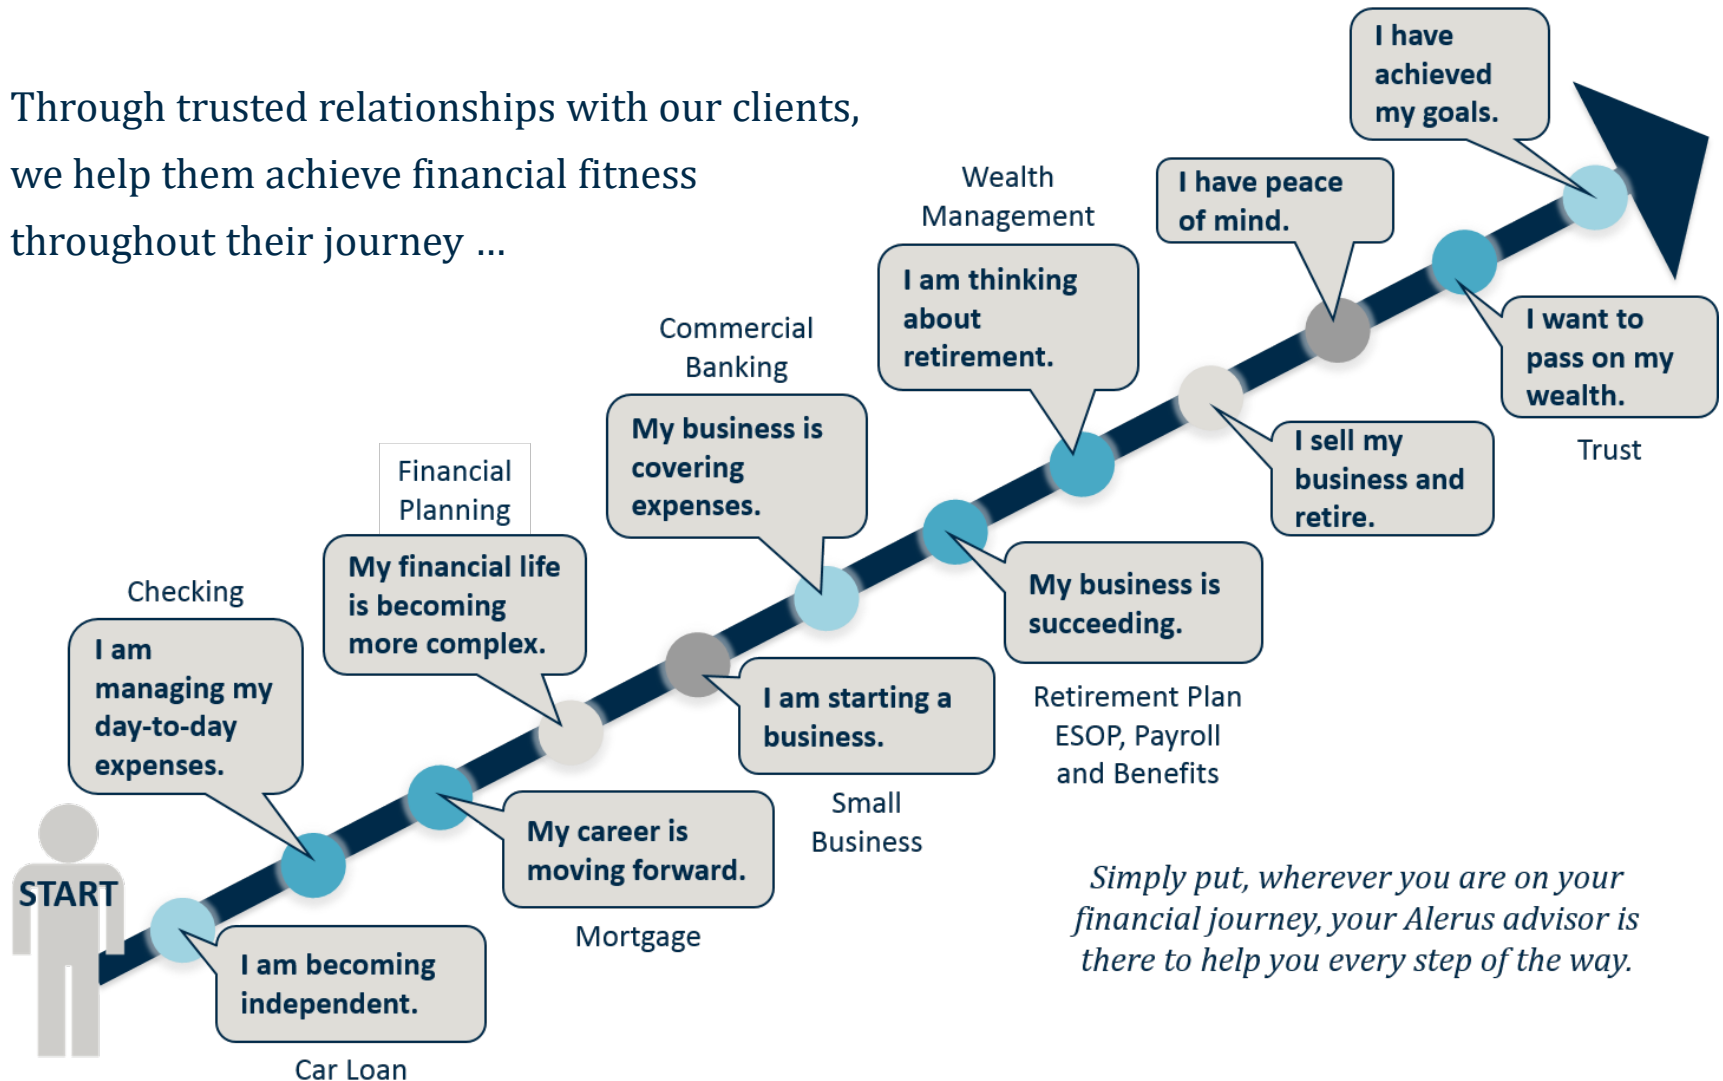 Through trusted relationships with our clients,
we help them achieve financial fitness
throughout their journey ...
START
I am becoming
independent.
Car Loan
Checking
I am
managing my
day-to-day
expenses.
My career is
moving forward.
Mortgage
Financial
Planning
My financial life
is becoming
more complex.
I am starting a
business.
Small
Business
Commercial
Banking
My business is
covering
expenses.
My business is
succeeding.
Retirement Plan
ESOP, Payroll
and Benefits
Wealth
Management
I am thinking
about
retirement.
I sell my
business and
retire.
I have peace
of mind.
I want to
pass on my
wealth.
Trust
I have
achieved
my goals.
Simply put, wherever you are on your
financial journey, your Alerus advisor is
there to help you every step of the way.